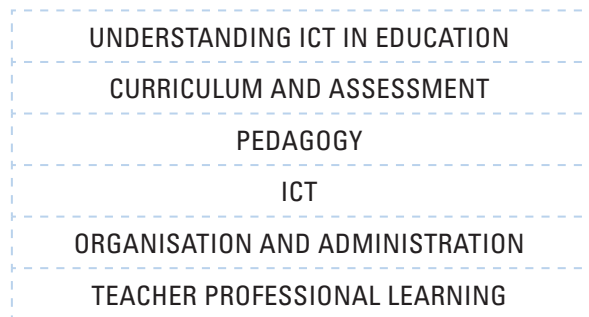 UNDERSTANDING ICT IN EDUCATION
CURRICULUM AND ASSESSMENT
PEDAGOGY
ICT
ORGANISATION AND ADMINISTRATION
TEACHER PROFESSIONAL LEARNING